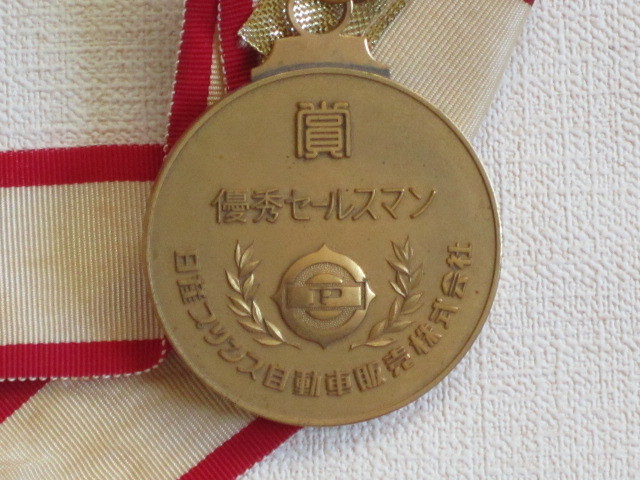 賞
優秀セールスマン
P
日産プリンス自動車販売株式会社